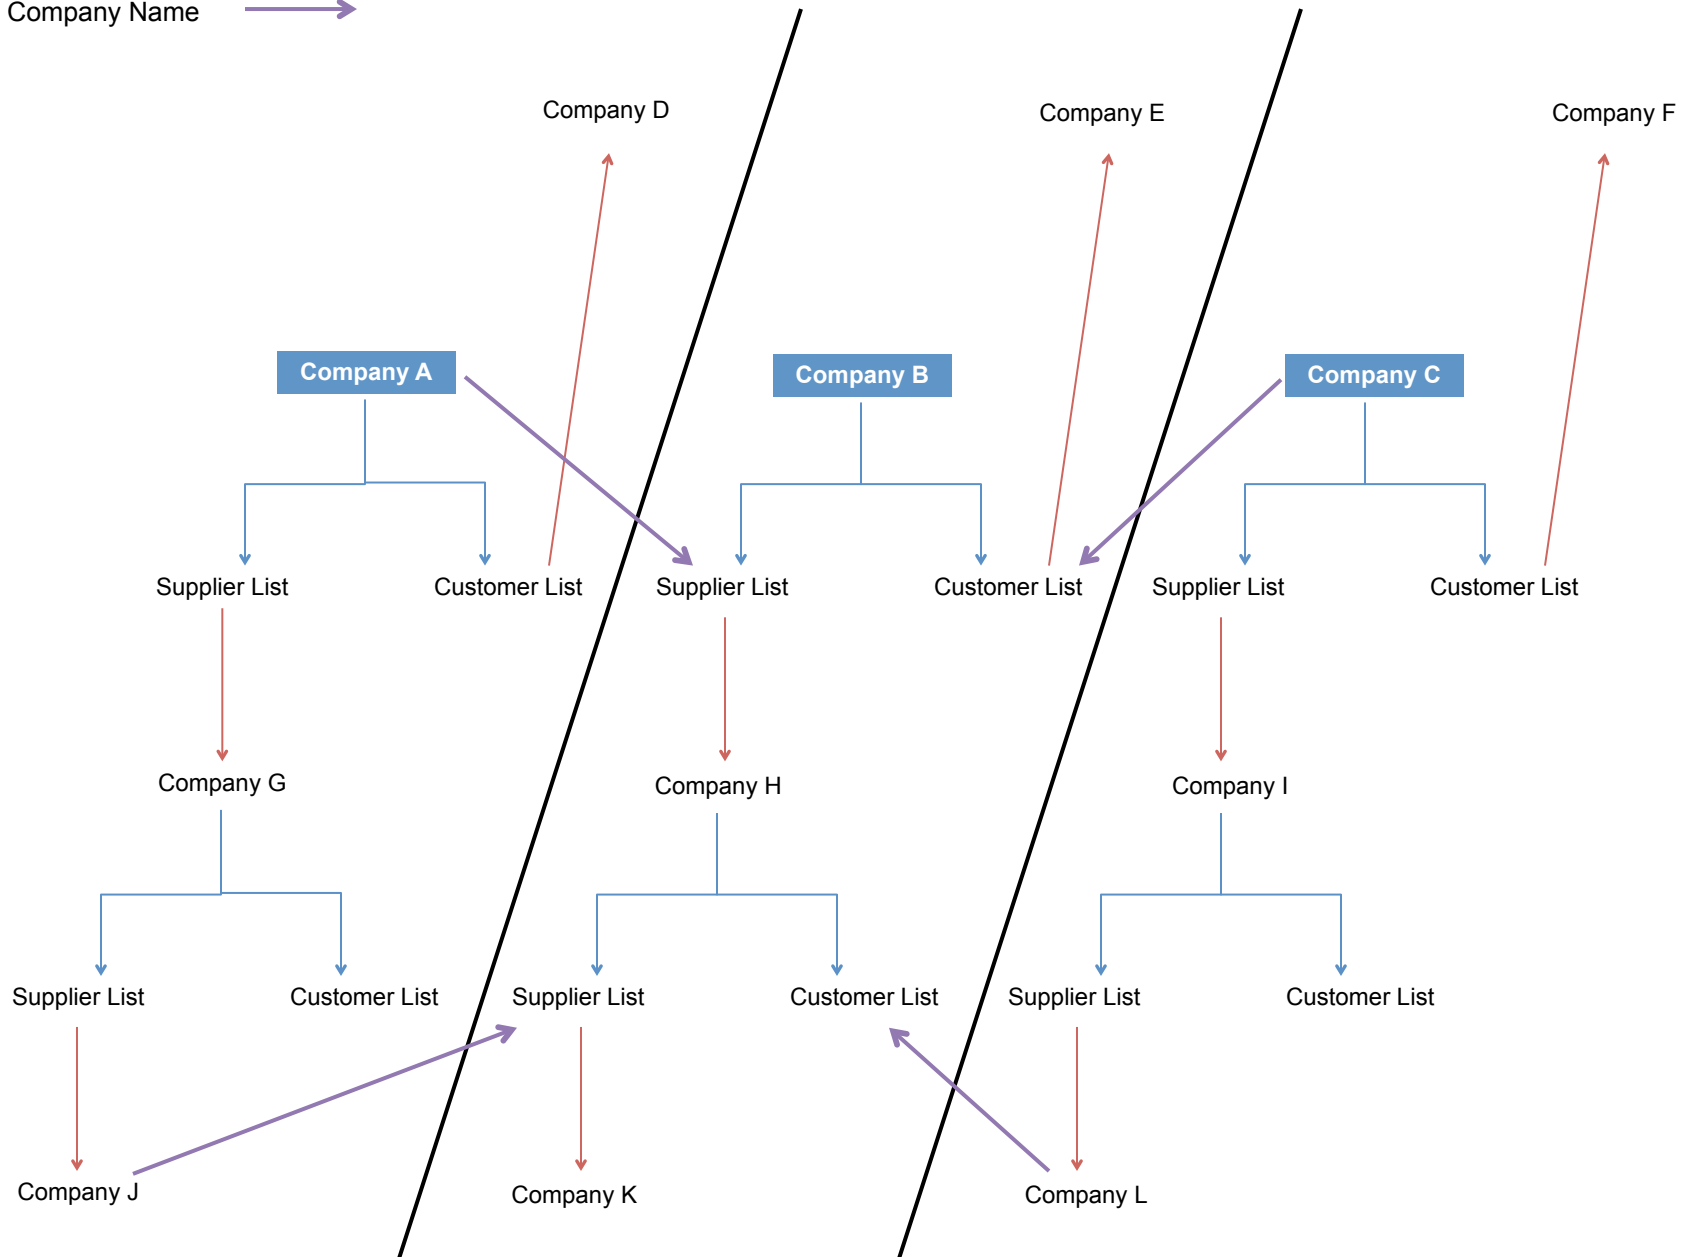 Company Name
Company D
Company E
Company F
Company A
Company B
Company C
Supplier List
Customer List
Supplier List
Customer List
Supplier List
Customer List
Company G
Company H
Company I
Supplier List
Customer List
Supplier List
Customer List
Supplier List
Customer List
Company J
Company K
Company L